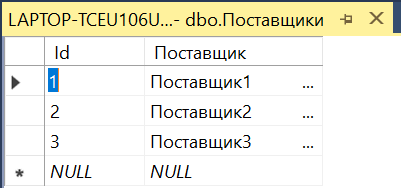 LAPTOP-TCEU106U...- dbo.Поставщики
Id Поставщик
1 Поставщик1 ...
2 Поставщик2 ...
3 Поставщик3 ...
NULL NULL